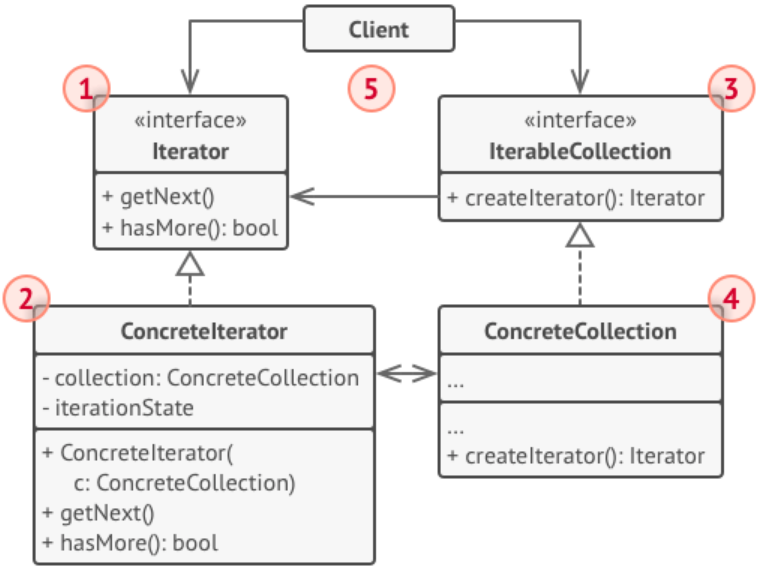 Client
1
5
3
«interface»
Iterator
+ getNext()
+ hasMore(): bool
«interface»
IterableCollection
+ createIterator(): Iterator
2
ConcreteIterator
- collection: ConcreteCollection
- iterationState
+ ConcreteIterator(
c: ConcreteCollection)
+ getNext()
+ hasMore(): bool
4
ConcreteCollection
...
...
+ createIterator(): Iterator